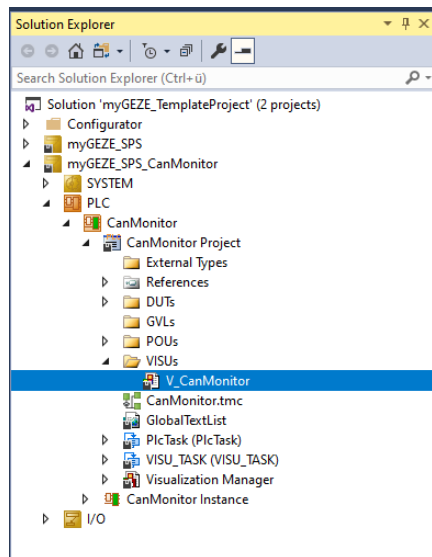 Solution Explorer
Search Solution Explorer (Ctrl+ü)
Solution 'myGEZE_TemplateProject' (2 projects)
Configurator
myGEZE_SPS
myGEZE_SPS_CanMonitor
SYSTEM
PLC
CanMonitor
CanMonitor Project
External Types
References
DUTs
GVLs
POUs
VISUs
V_CanMonitor
CanMonitor.tmc
GlobalTextList
PlcTask (PlcTask)
VISU_TASK (VISU_TASK)
Visualization Manager
CanMonitor Instance
I/O